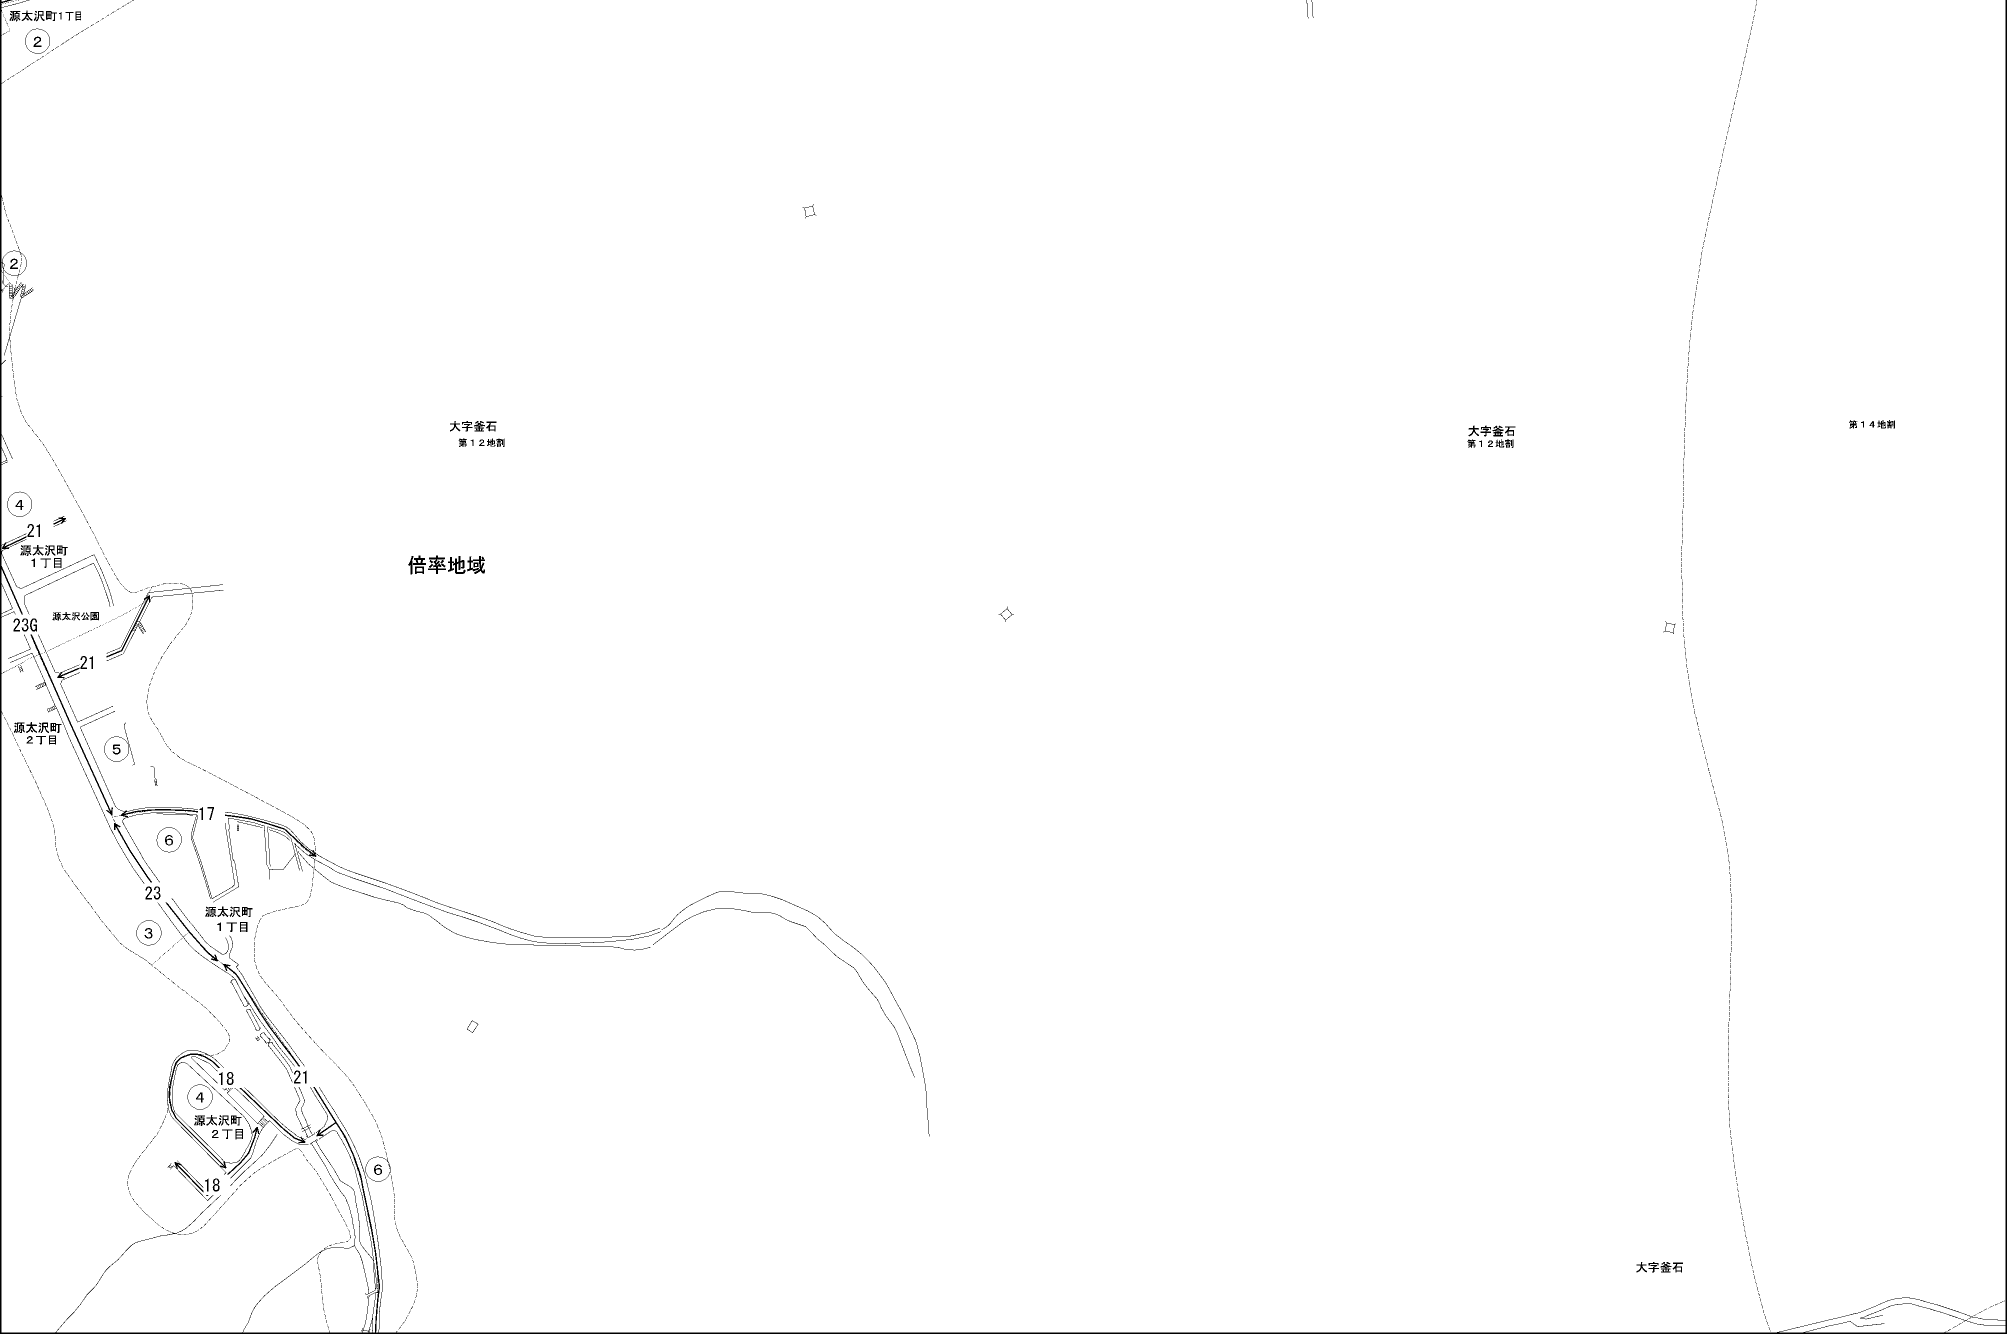 源太沢町1丁目
②
②
大字釜石
第12地割
大字釜石
第12地割
第14地割
④
21
源太沢町
1丁目
倍率地域
源太沢公園
23G
21
源太沢町
2丁目
⑤
17
⑥
23
源太沢町
1丁目
③
18
21
④
源太沢町
2丁目
⑥
18
大字釜石